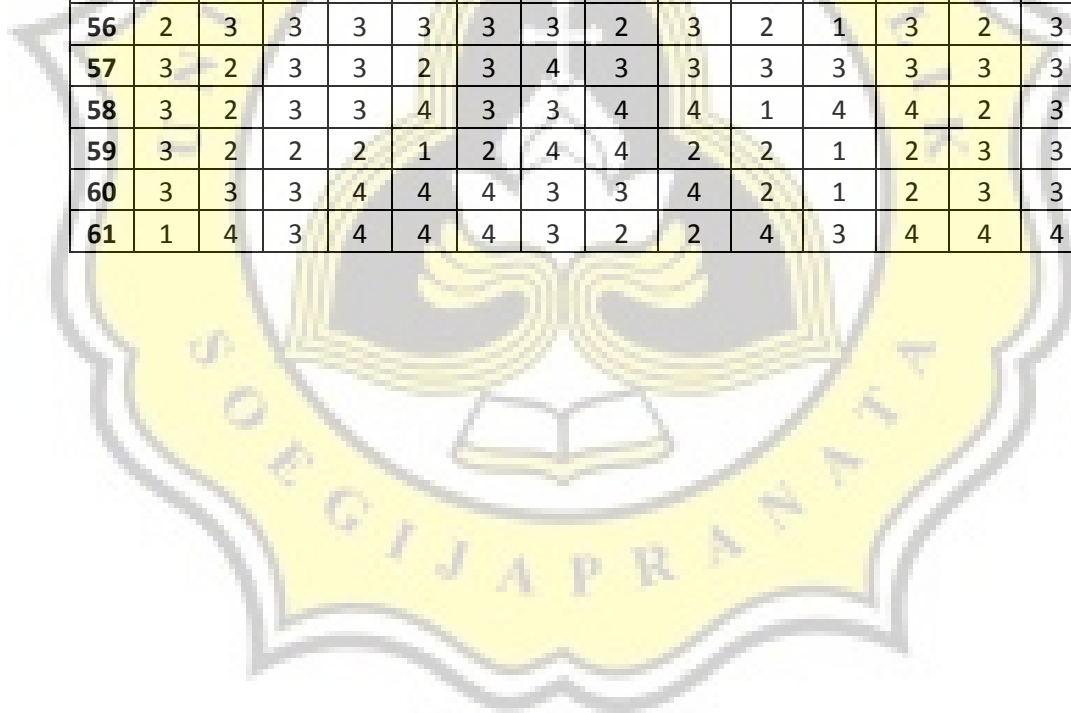 56 2 3 3 3 3 3 3 2 3 2 1 3 2 3
57 3 2 3 3 2 3 4 3 3 3 3 3 3 3
58 3 2 3 3 4 3 3 4 4 1 4 4 2 3
59 3 2 2 2 1 2 4 4 2 2 1 2 3 3
60 3 3 3 4 4 4 3 3 4 2 1 2 3 3
61 1 4 3 4 4 4 3 2 2 4 3 4 4 4
SOEGIJAPRANATA